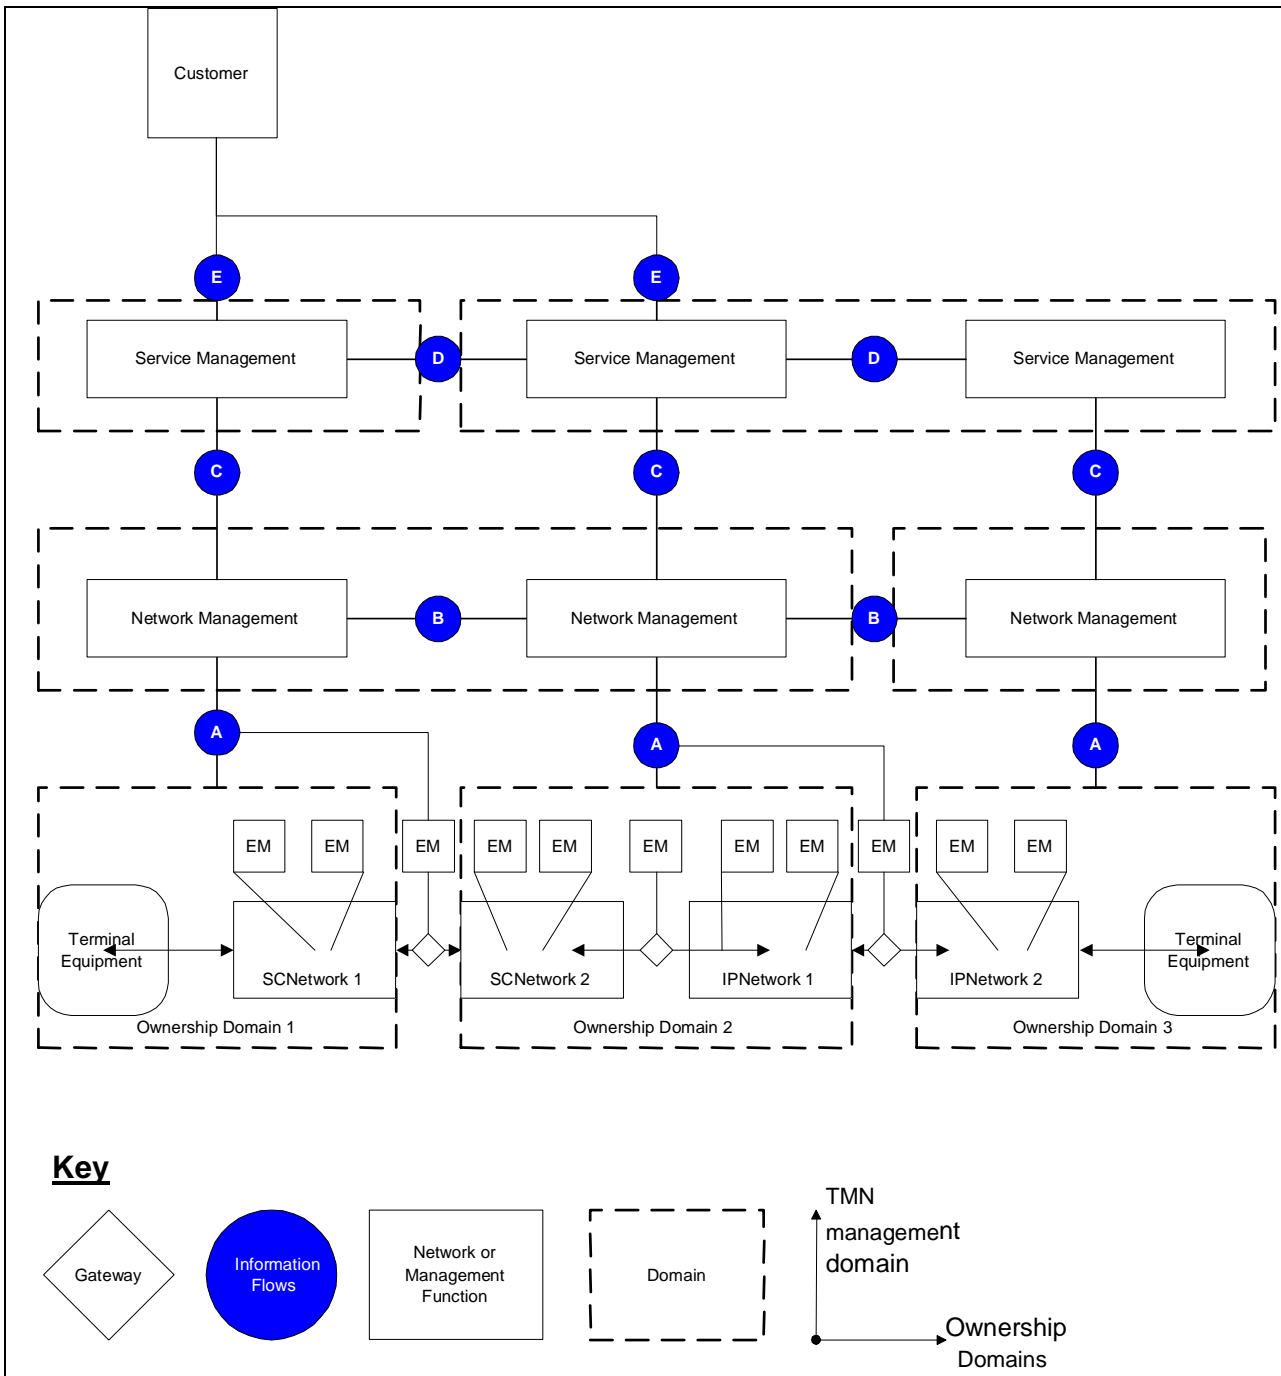 Customer
E
E
Service Management
D
Service Management
D
Service Management
C
C
C
Network Management
B
Network Management
B
Network Management
A
A
A
EM
EM
EM
EM
EM
EM
EM
EM
EM
EM
EM
Terminal
Equipment
SCNetwork 1
SCNetwork 2
IPNetwork 1
IPNetwork 2
Terminal
Equipment
Ownership Domain 1
Ownership Domain 2
Ownership Domain 3
Key
Gateway
Information
Flows
Network or
Management
Function
Domain
TMN
management
domain
Ownership
Domains